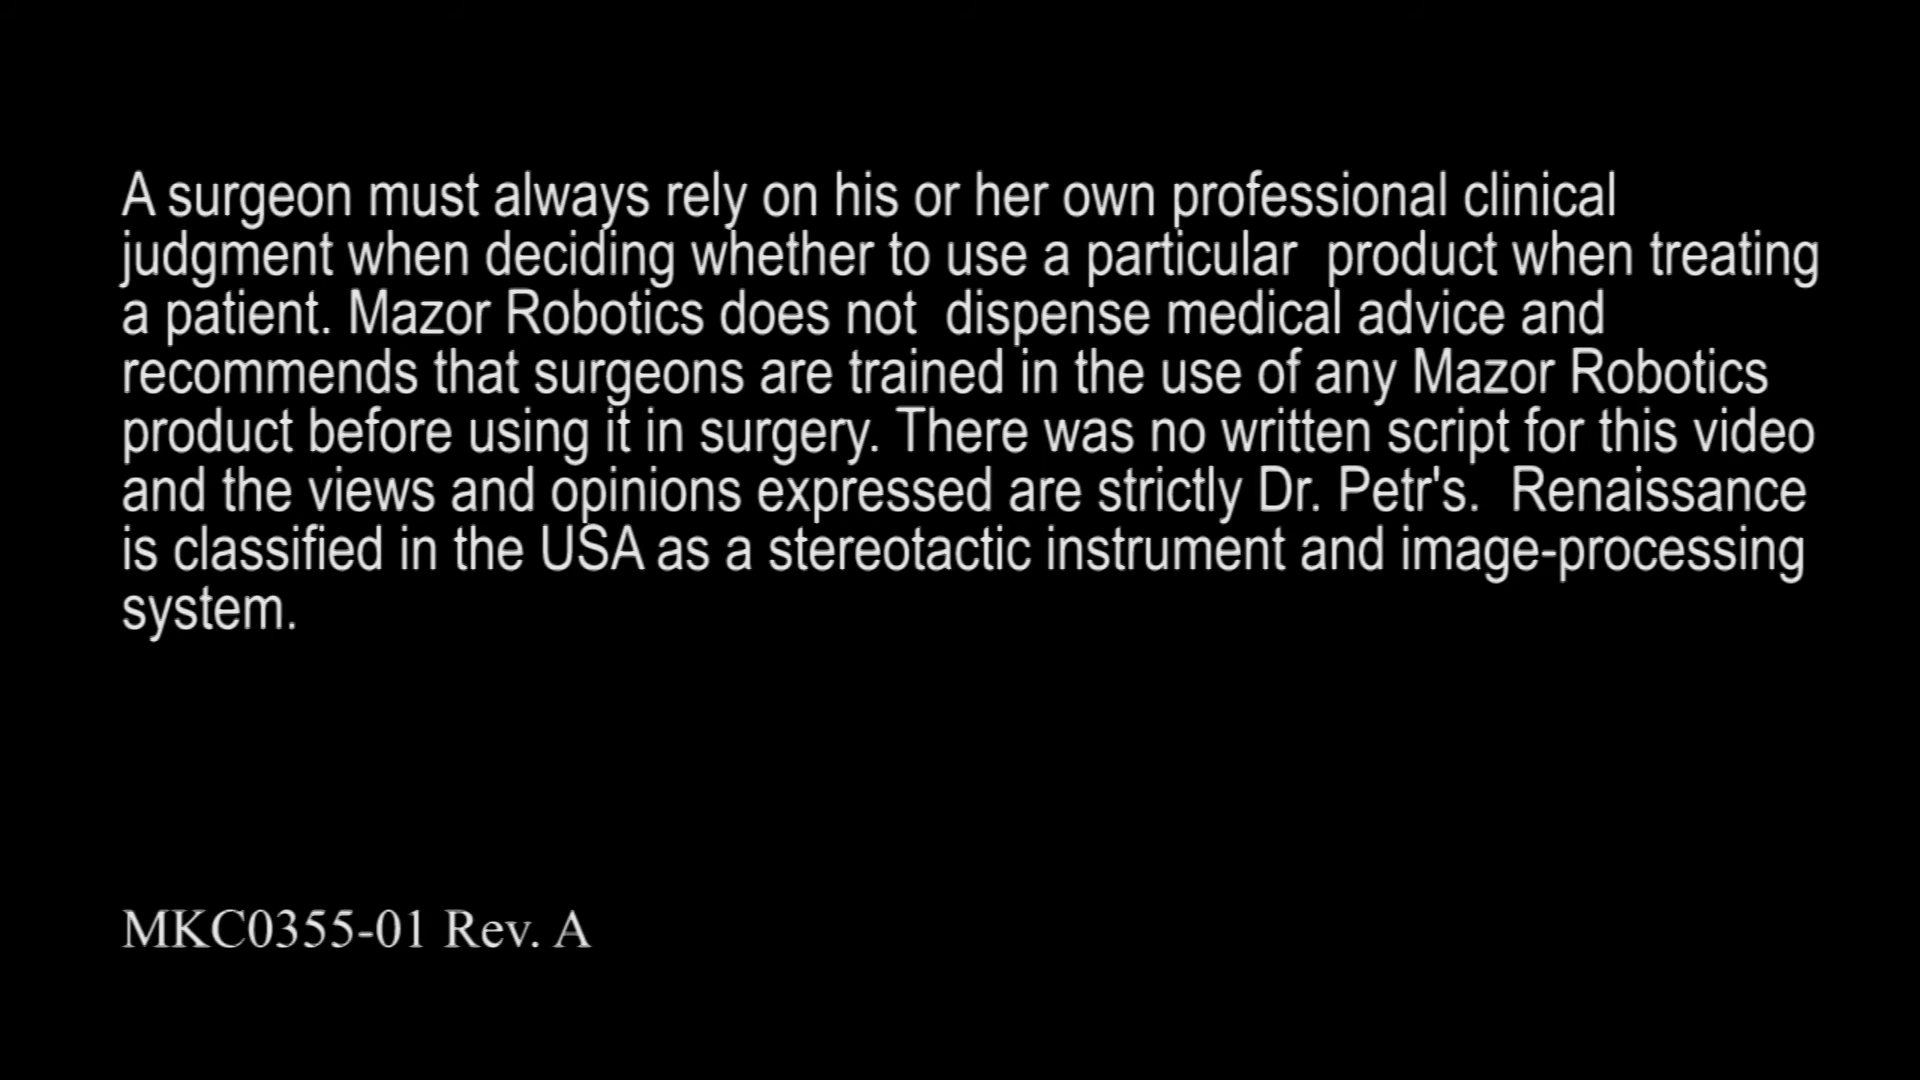 A surgeon must always rely on his or her own professional clinical
judgment when deciding whether to use a particular  product when treating
a patient. Mazor Robotics does not  dispense medical advice and
recommends that surgeons are trained in the use of any Mazor Robotics
product before using it in surgery. There was no written script for this video
and the views and opinions expressed are strictly Dr. Petr's.  Renaissance
is classified in the USA as a stereotactic instrument and image-processing
system.
MKC0355-01 Rev. A